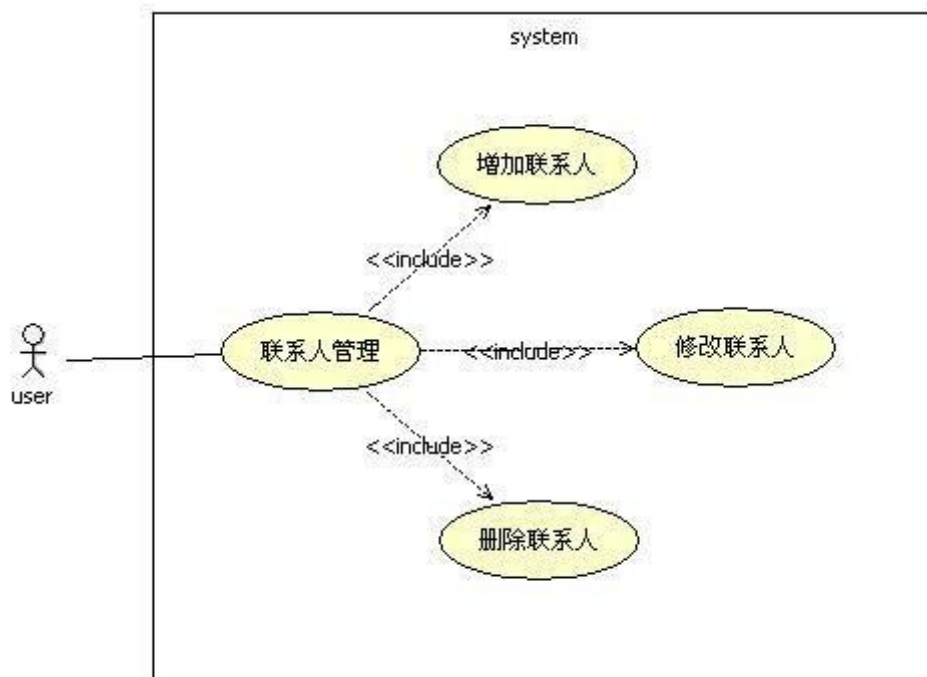 system
增加联系人
<<include>>
联系人管理
<<include>>
修改联系人
user
<<include>>
删除联系人